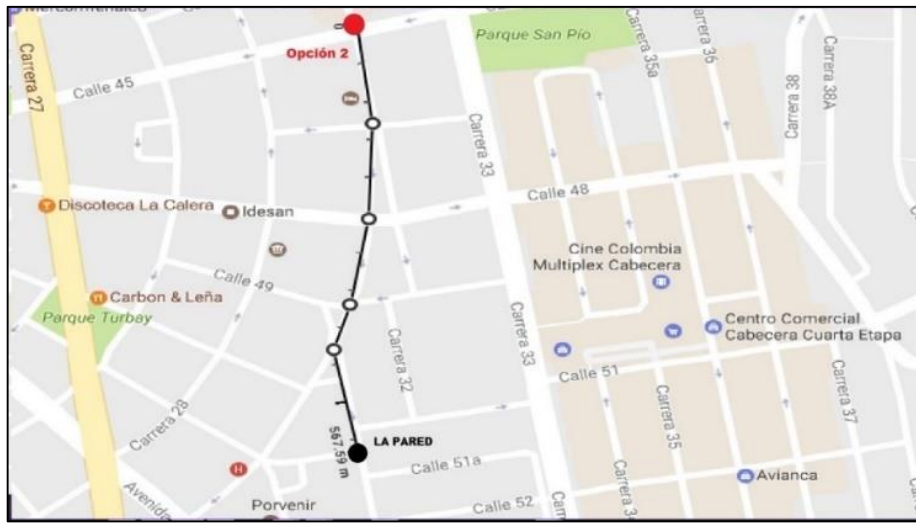 Carrera 27
Calle 45
0
Opción 2
Parque San Pío
Carrera 33
Carrera 35a
Carrera 36
Carrera 38
Carrera 38A
Discoteca La Calera
Idesan
Calle 48
Cine Colombia
Multiplex Cabecera
Calle 49
Carbon & Leña
Parque Turbay
Centro Comercial
Cabecera Cuarta Etapa
Carrera 32
Carrera 33
Calle 51
Carrera 28
1
567.59 m
LA PARED
Calle 51a
Carrera 35
Carrera 37
H
Avianca
Avenida
Porvenir
Calle 52